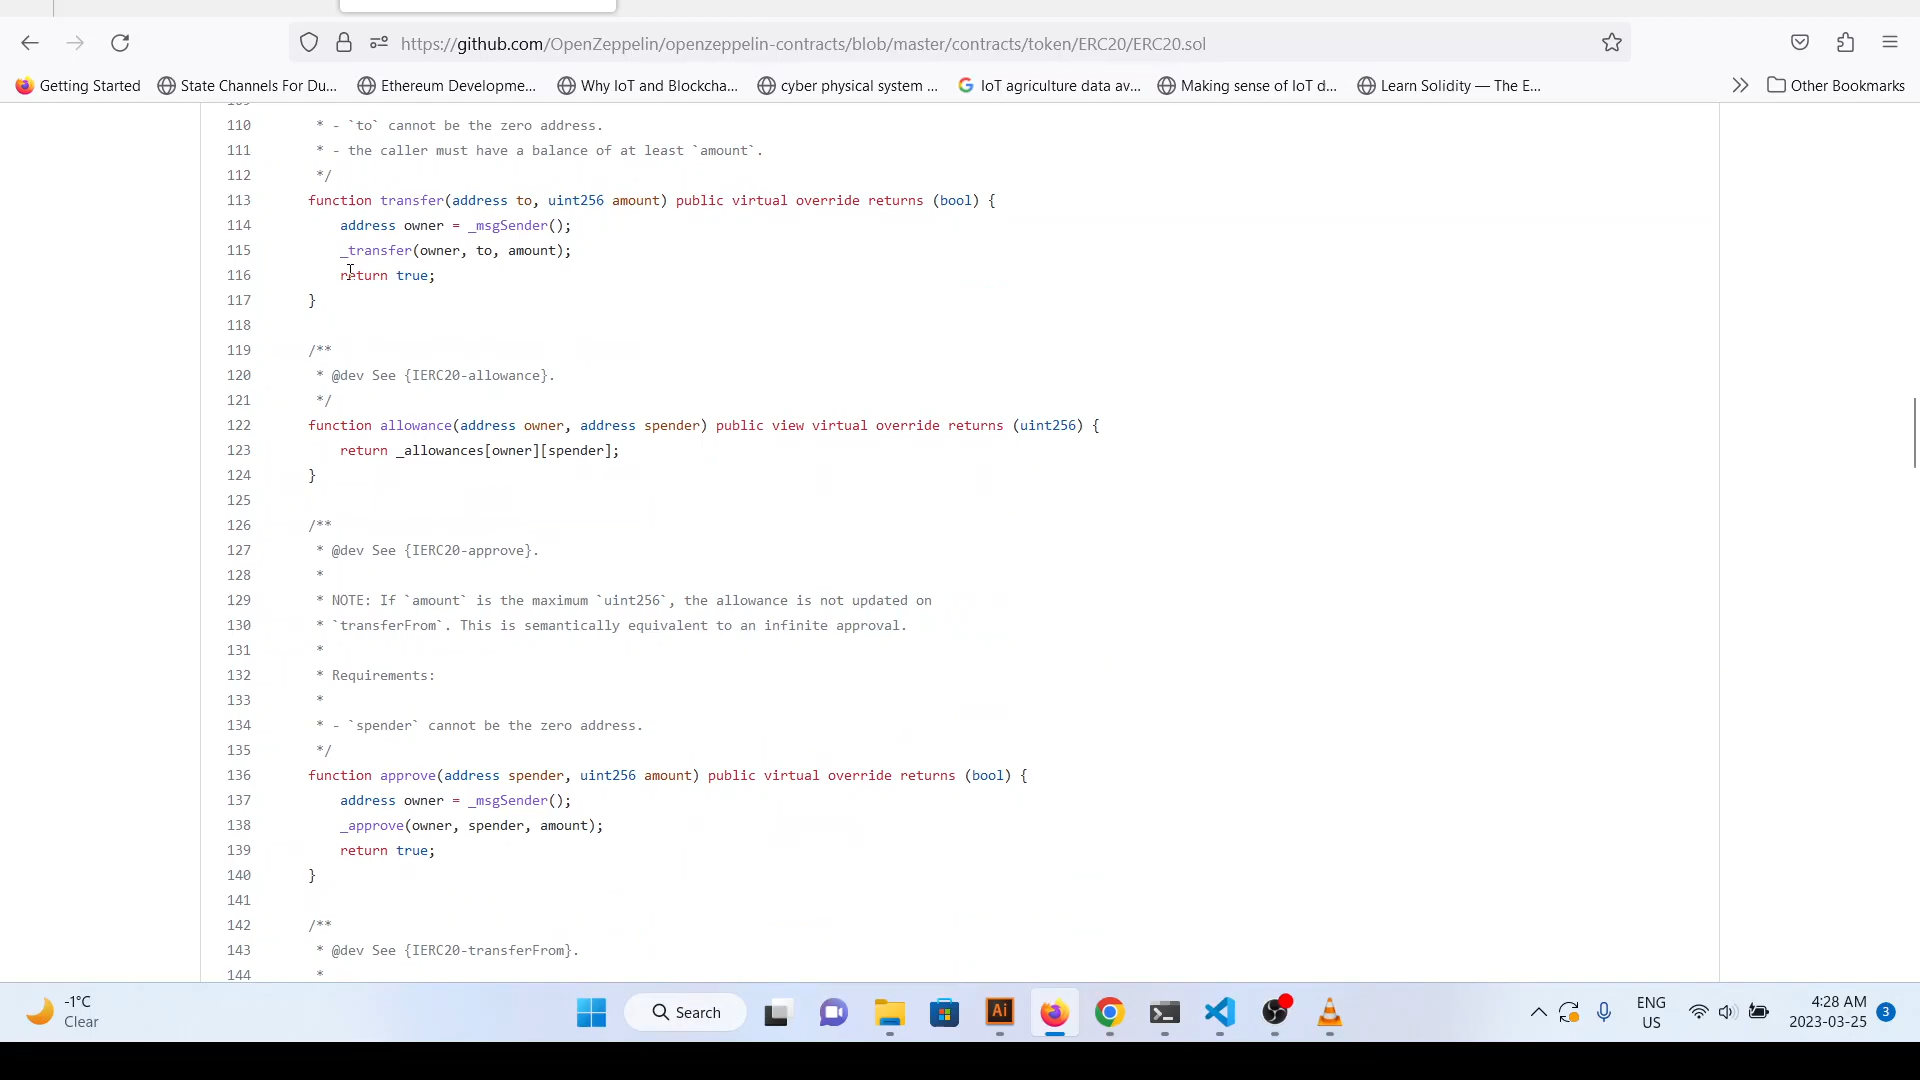 https://github.com/OpenZeppelin/openzeppelin-contracts/blob/master/contracts/token/ERC20/ERC20.sol
Getting Started State Channels For Du... Ethereum Developme... Why IoT and Blockcha... cyber physical system ... IoT agriculture data av... Making sense of IoT d... Learn Solidity — The E... Other Bookmarks
109
110 * - `to` cannot be the zero address.
111 * - the caller must have a balance of at least `amount`.
112 */
113 function transfer(address to, uint256 amount) public virtual override returns (bool) {
114 address owner = _msgSender();
115 _transfer(owner, to, amount);
116 return true;
117 }
118
119 /**
120 * @dev See {IERC20-allowance}.
121 */
122 function allowance(address owner, address spender) public view virtual override returns (uint256) {
123 return _allowances[owner][spender];
124 }
125
126 /**
127 * @dev See {IERC20-approve}.
128 *
129 * NOTE: If `amount` is the maximum `uint256`, the allowance is not updated on
130 * `transferFrom`. This is semantically equivalent to an infinite approval.
131 *
132 * Requirements:
133 *
134 * - `spender` cannot be the zero address.
135 */
136 function approve(address spender, uint256 amount) public virtual override returns (bool) {
137 address owner = _msgSender();
138 _approve(owner, spender, amount);
139 return true;
140 }
141
142 /**
143 * @dev See {IERC20-transferFrom}.
144 *
-1°C
Clear
Search
Ai
ENG
US
4:28 AM
2023-03-25
3